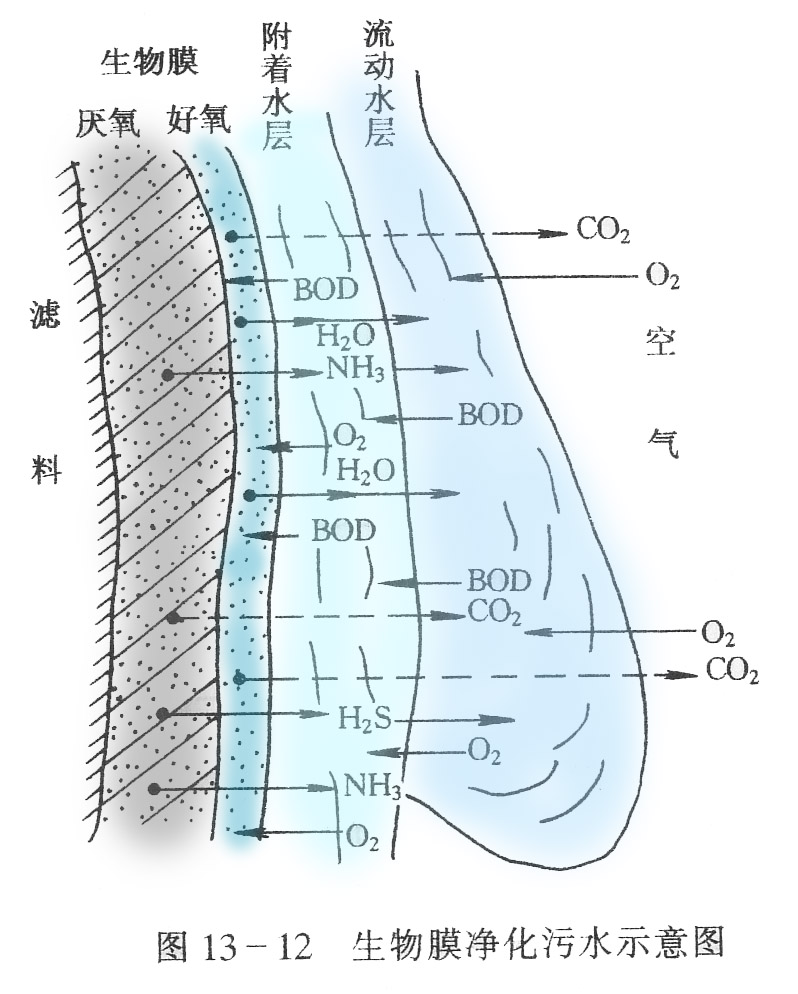 生物膜
厌氧
好氧
附着水层
流动水层
滤料
空气
CO₂
O₂
BOD
H₂O
NH₃
BOD
O₂
H₂O
BOD
BOD
CO₂
O₂
CO₂
H₂S
O₂
NH₃
O₂
图 13-12 生物膜净化污水示意图